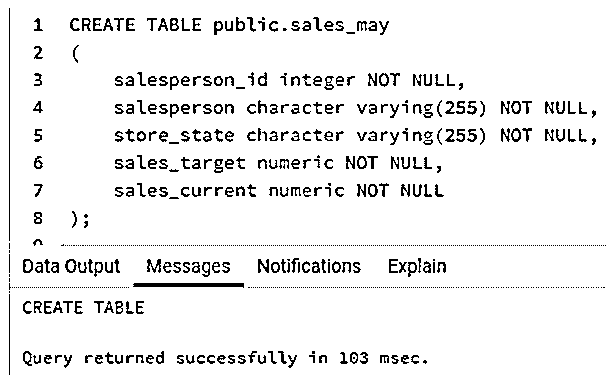 1 CREATE TABLE public.sales_may
2 (
3 salesperson_id integer NOT NULL,
4 salesperson character varying(255) NOT NULL,
5 store_state character varying(255) NOT NULL,
6 sales_target numeric NOT NULL,
7 sales_current numeric NOT NULL
8 );
Data Output Messages Notifications Explain
CREATE TABLE
Query returned successfully in 103 msec.